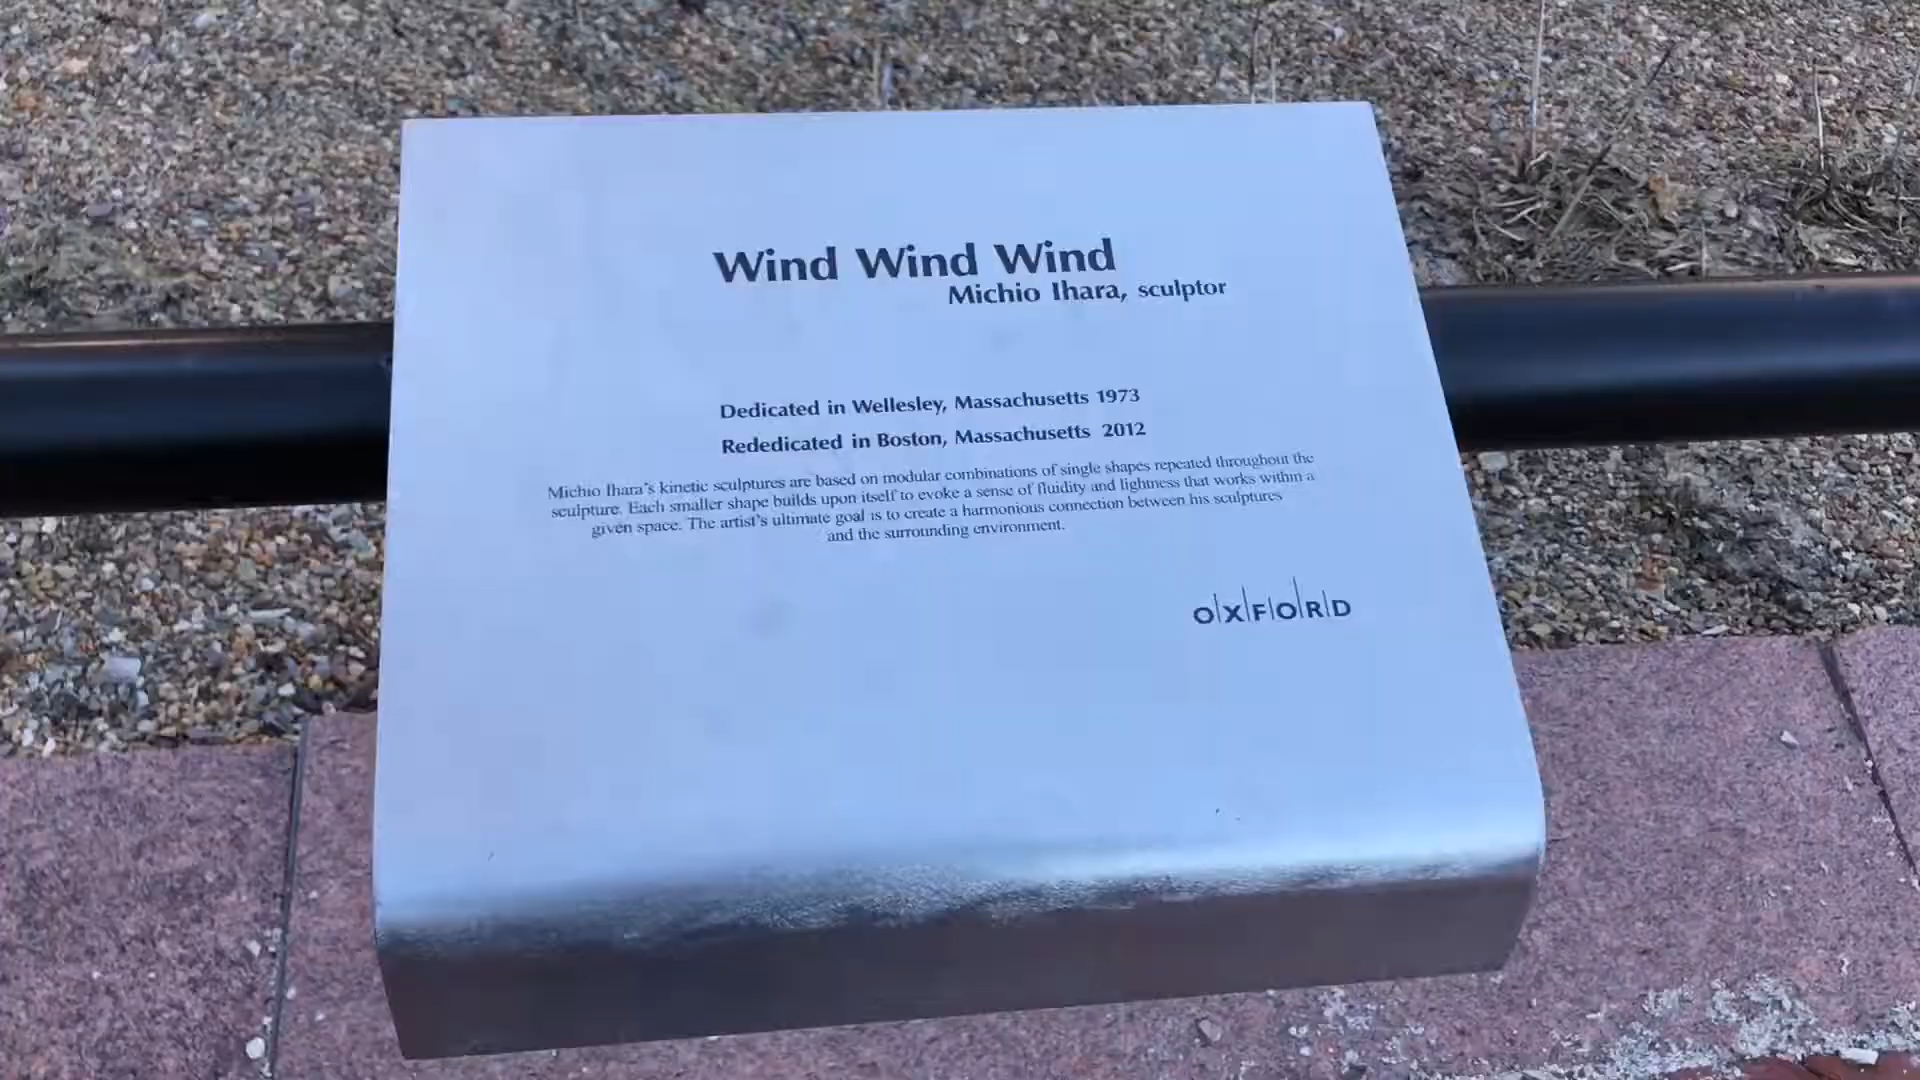 Wind Wind Wind
Michio Ihara, sculptor
Dedicated in Wellesley, Massachusetts 1973
Rededicated in Boston, Massachusetts 2012
Michio Ihara's kinetic sculptures are based on modular combinations of single shapes repeated throughout the
sculpture. Each smaller shape builds upon itself to evoke a sense of fluidity and lightness that works within a
given space. The artist's ultimate goal is to create a harmonious connection between his sculptures
and the surrounding environment.
O|X|F|O|R|D